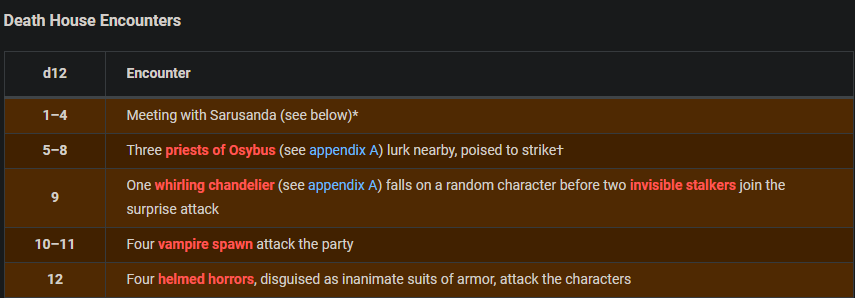 Death House Encounters
d12 Encounter
1–4 Meeting with Sarusanda (see below)*
5–8 Three priests of Osybus (see appendix A) lurk nearby, poised to strike†
9 One whirling chandelier (see appendix A) falls on a random character before two invisible stalkers join the
surprise attack
10–11 Four vampire spawn attack the party
12 Four helmed horrors, disguised as inanimate suits of armor, attack the characters